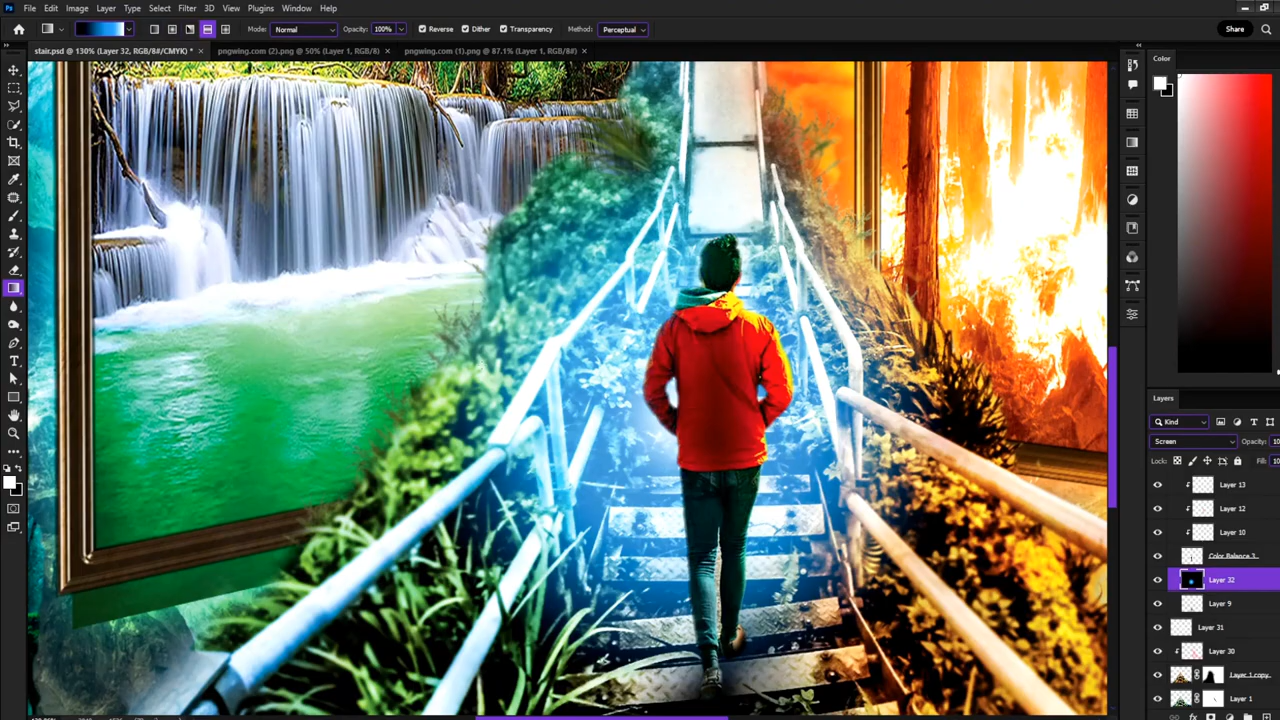 Ps File Edit Image Layer Type Select Filter 3D View Plugins Window Help
Mode: Normal Opacity: 100% Reverse Dither Transparency Method: Perceptual Share
stair.psd @ 130% (Layer 32, RGB/8#/CMYK) * × pngwing.com (2).png @ 50% (Layer 1, RGB/8) × pngwing.com (1).png @ 87.1% (Layer 1, RGB/8#) ×
Color
Layers
Kind
Screen Opacity: 10
Lock: Fill: 10
Layer 13
Layer 12
Layer 10
Color Balance 3
Layer 32
Layer 9
Layer 31
Layer 30
Layer 1 copy
Layer 1